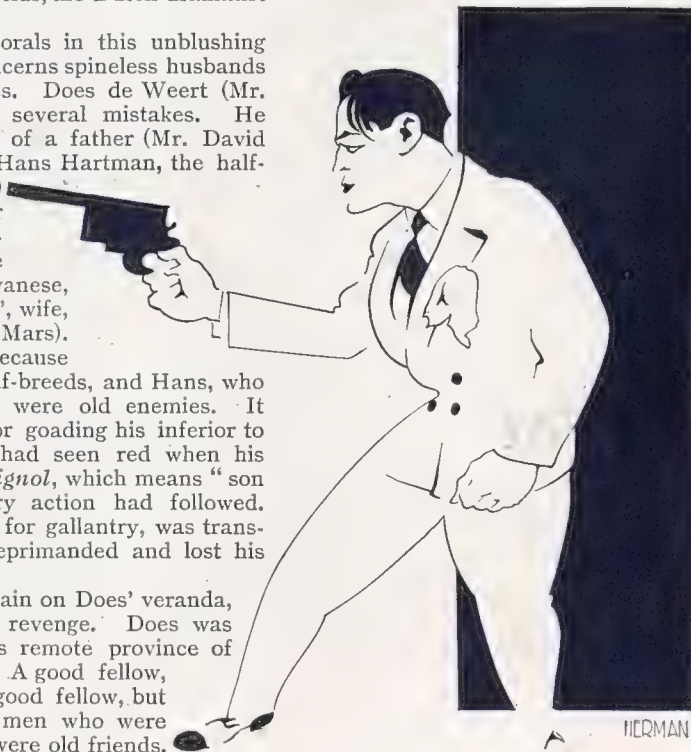 orals in this unblushing
cerns spineless husbands
s. Does de Weert (Mr.
several mistakes. He
of a father (Mr. David
Hans Hartman, the half-
vanese,
', wife,
Mars).
ecause
f-breeds, and Hans, who
were old enemies. It
or goading his inferior to
had seen red when his
ignol, which means “ son
ry action had followed.
for gallantry, was trans-
eprimanded and lost his
ain on Does' veranda,
revenge. Does was
s remote province of
A good fellow,
good fellow, but
men who were
were old friends.
HERMAN